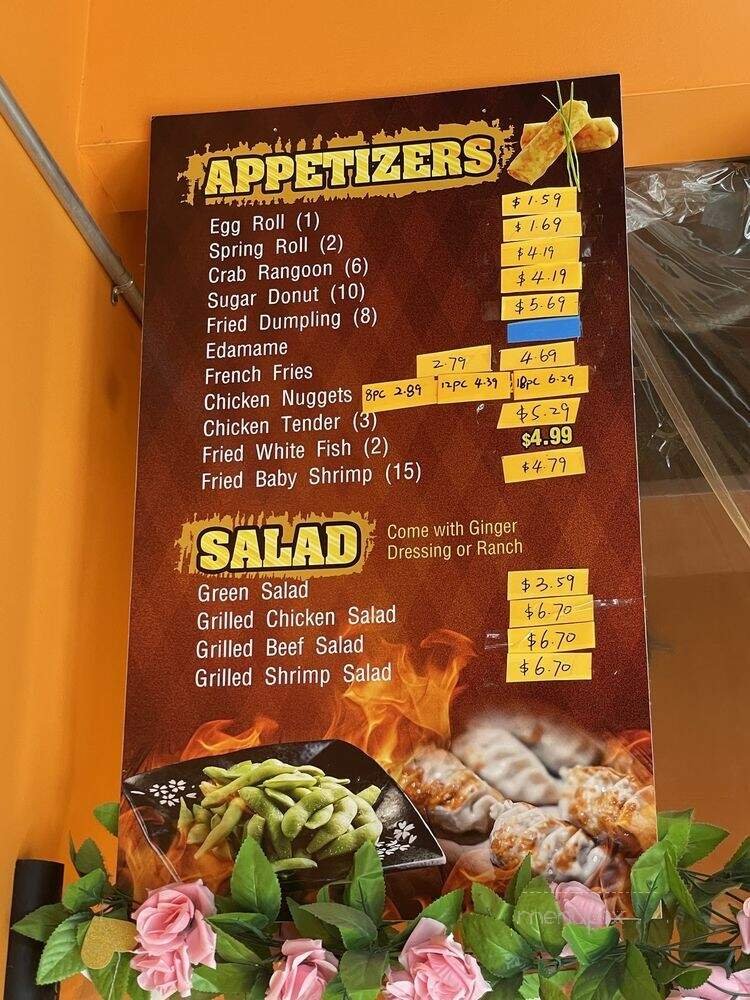 APPETIZERS
Egg Roll (1) $1.59
Spring Roll (2) $1.69
Crab Rangoon (6) $4.19
Sugar Donut (10) $4.19
Fried Dumpling (8) $5.69
Edamame
French Fries 2.79 4.69
Chicken Nuggets 8pc 2.89 12pc 4.39 18pc 6.29
Chicken Tender (3) $5.29
Fried White Fish (2) $4.99
Fried Baby Shrimp (15) $4.79
SALAD Come with Ginger
Dressing or Ranch
Green Salad $3.59
Grilled Chicken Salad $6.70
Grilled Beef Salad $6.70
Grilled Shrimp Salad $6.70
menupix